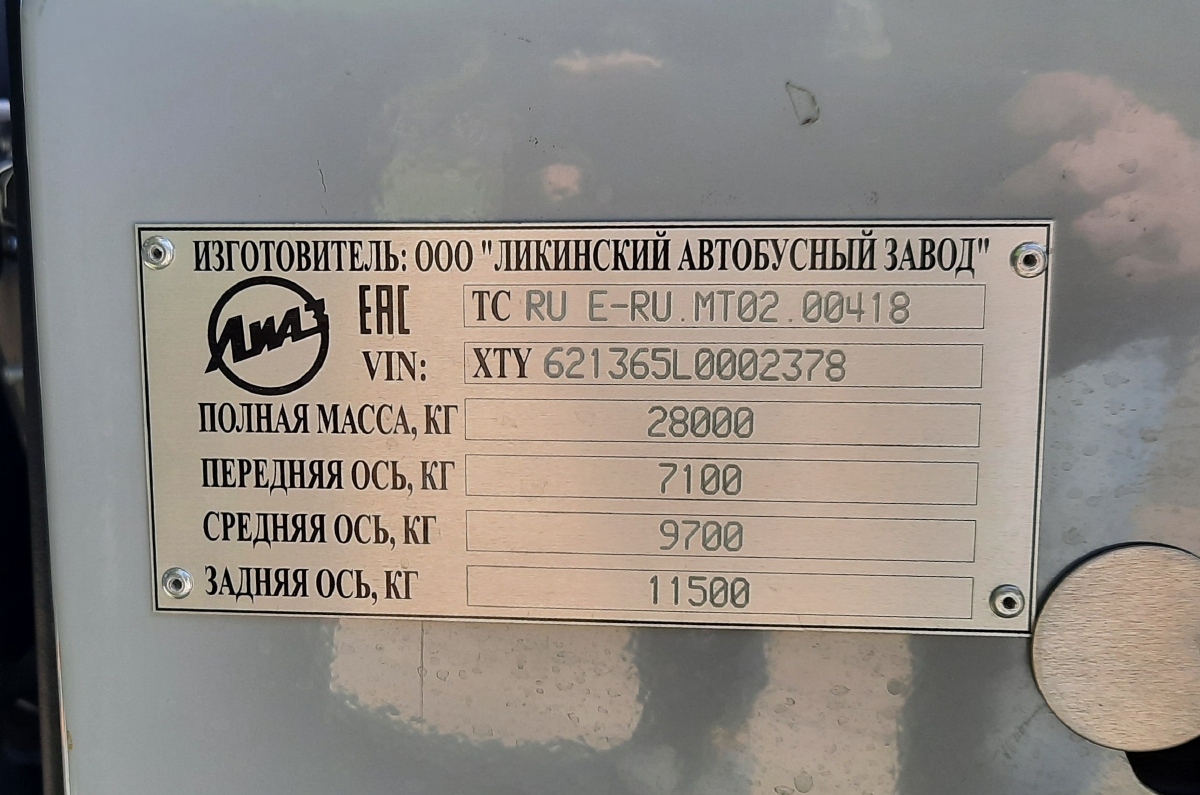 ИЗГОТОВИТЕЛЬ: ООО "ЛИКИНСКИЙ АВТОБУСНЫЙ ЗАВОД"
ЛиАЗ EAC ТС RU E-RU.MT02.00418
VIN: XTY 621365L0002378
ПОЛНАЯ МАССА, КГ 28000
ПЕРЕДНЯЯ ОСЬ, КГ 7100
СРЕДНЯЯ ОСЬ, КГ 9700
ЗАДНЯЯ ОСЬ, КГ 11500